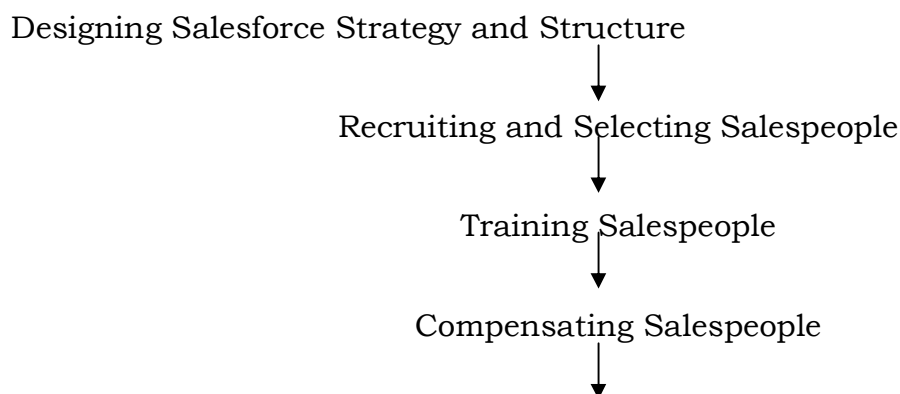 Designing Salesforce Strategy and Structure
Recruiting and Selecting Salespeople
Training Salespeople
Compensating Salespeople